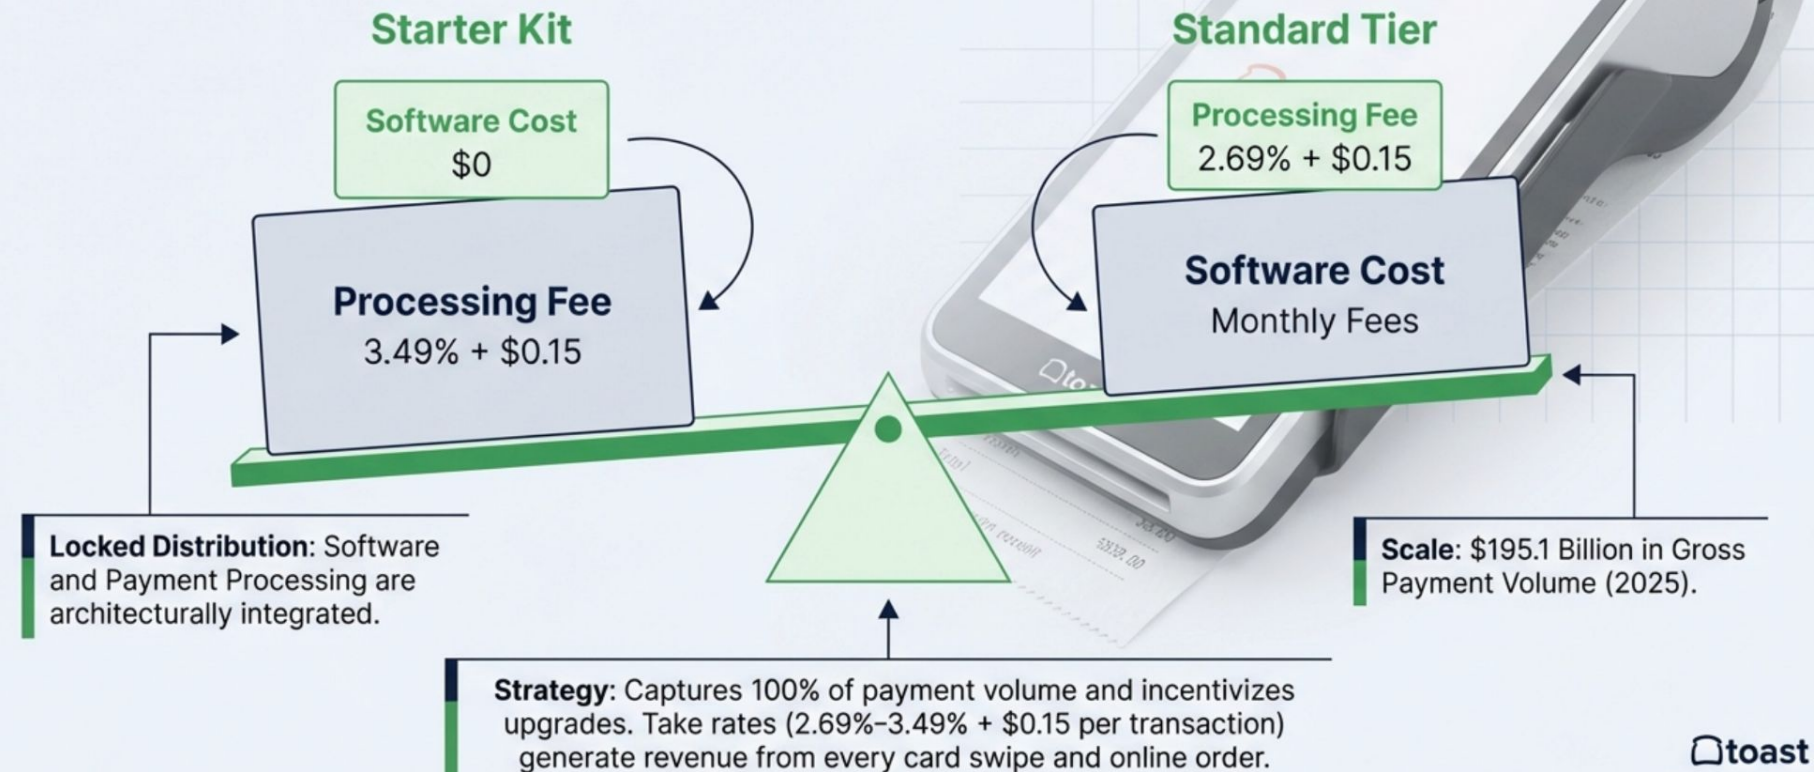 Starter Kit
Software Cost
$0
Processing Fee
3.49% + $0.15
Standard Tier
Processing Fee
2.69% + $0.15
Software Cost
Monthly Fees
Locked Distribution: Software
and Payment Processing are
architecturally integrated.
Scale: $195.1 Billion in Gross
Payment Volume (2025).
Strategy: Captures 100% of payment volume and incentivizes
upgrades. Take rates (2.69%–3.49% + $0.15 per transaction)
generate revenue from every card swipe and online order.
toast